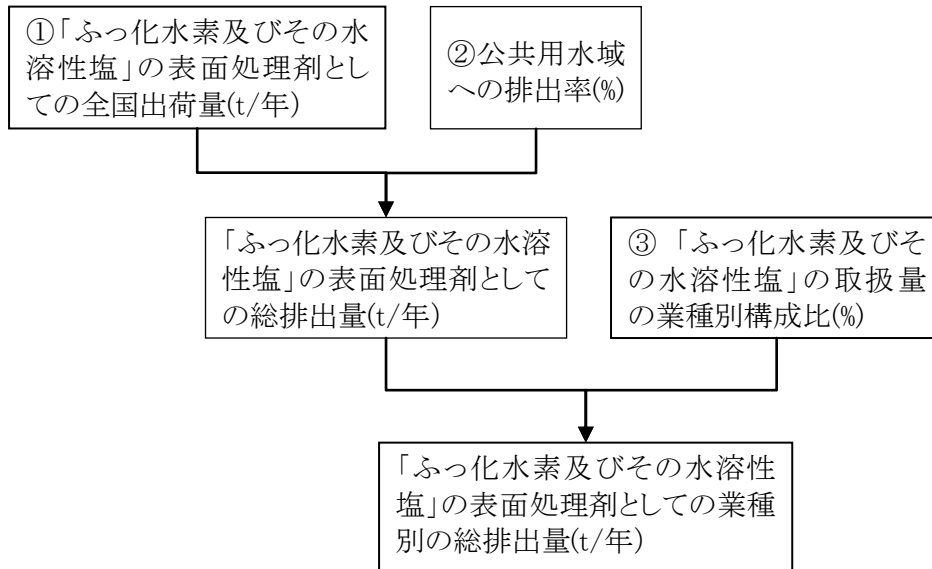 ①「ふっ化水素及びその水
溶性塩」の表面処理剤とし
ての全国出荷量(t/年)
②公共用水域
への排出率(%)
「ふっ化水素及びその水溶
性塩」の表面処理剤として
の総排出量(t/年)
③ 「ふっ化水素及びそ
の水溶性塩」の取扱量
の業種別構成比(%)
「ふっ化水素及びその水溶性
塩」の表面処理剤としての業種
別の総排出量(t/年)